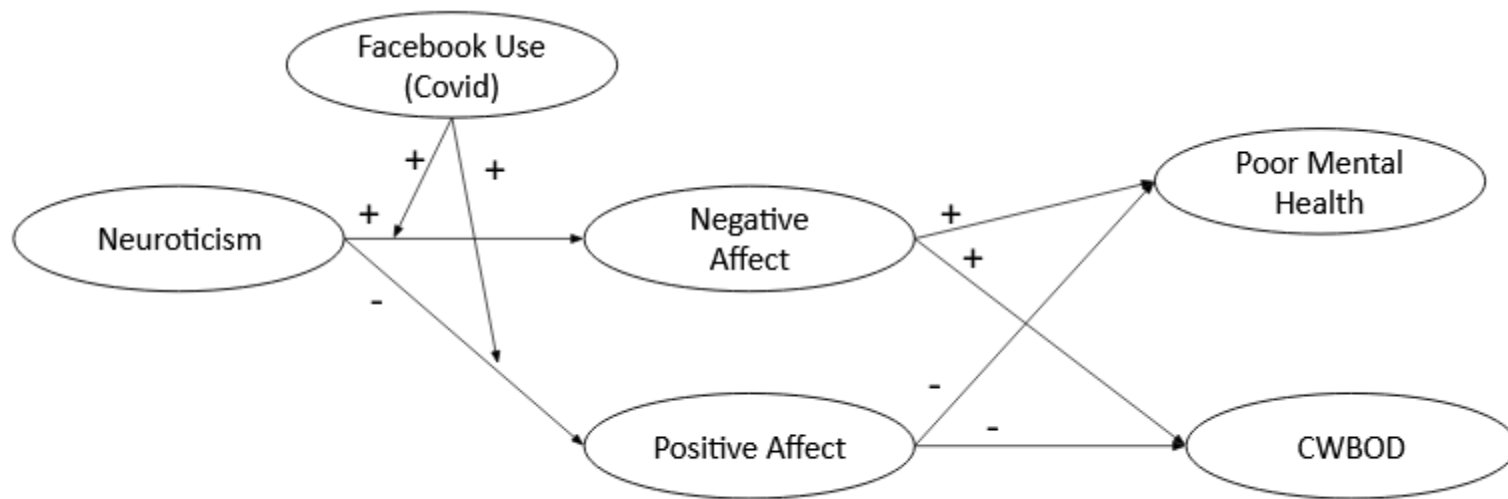 Facebook Use
(Covid)
+
+
Neuroticism
+
-
Negative
Affect
+
+
Poor Mental
Health
Positive Affect
-
-
CWBOD